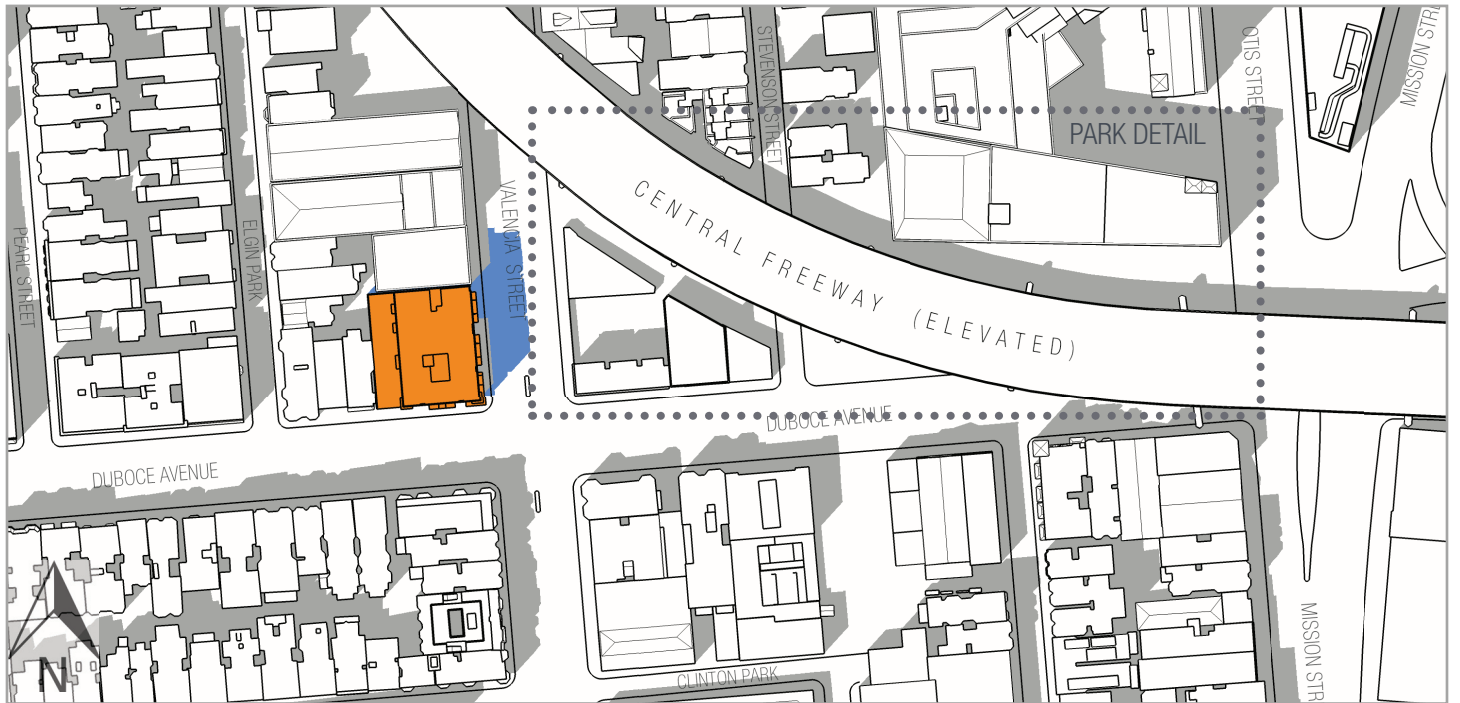 STEVENSON STREET
OTIS STREET
MISSION STR
PARK DETAIL
VALENCIA STREET
CENTRAL FREEWAY (ELEVATED)
PEARL STREET
ELGIN PARK
DUBOCE AVENUE
DUBOCE AVENUE
MISSION STR
CLINTON PARK
N